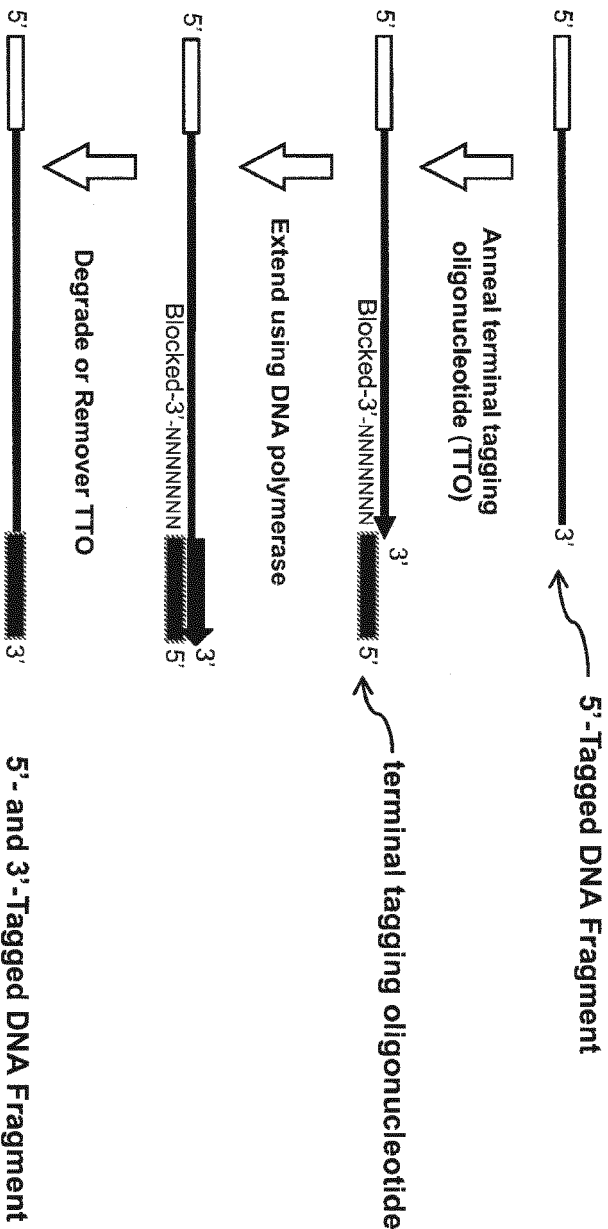 5' 3'
5'-Tagged DNA Fragment
Anneal terminal tagging
oligonucleotide (TTO)
5' 3'
Blocked-3'-NNNNNNN 5'
terminal tagging oligonucleotide
Extend using DNA polymerase
5' 3'
Blocked-3'-NNNNNNN 5'
Degrade or Remover TTO
5' 3'
5'- and 3'-Tagged DNA Fragment